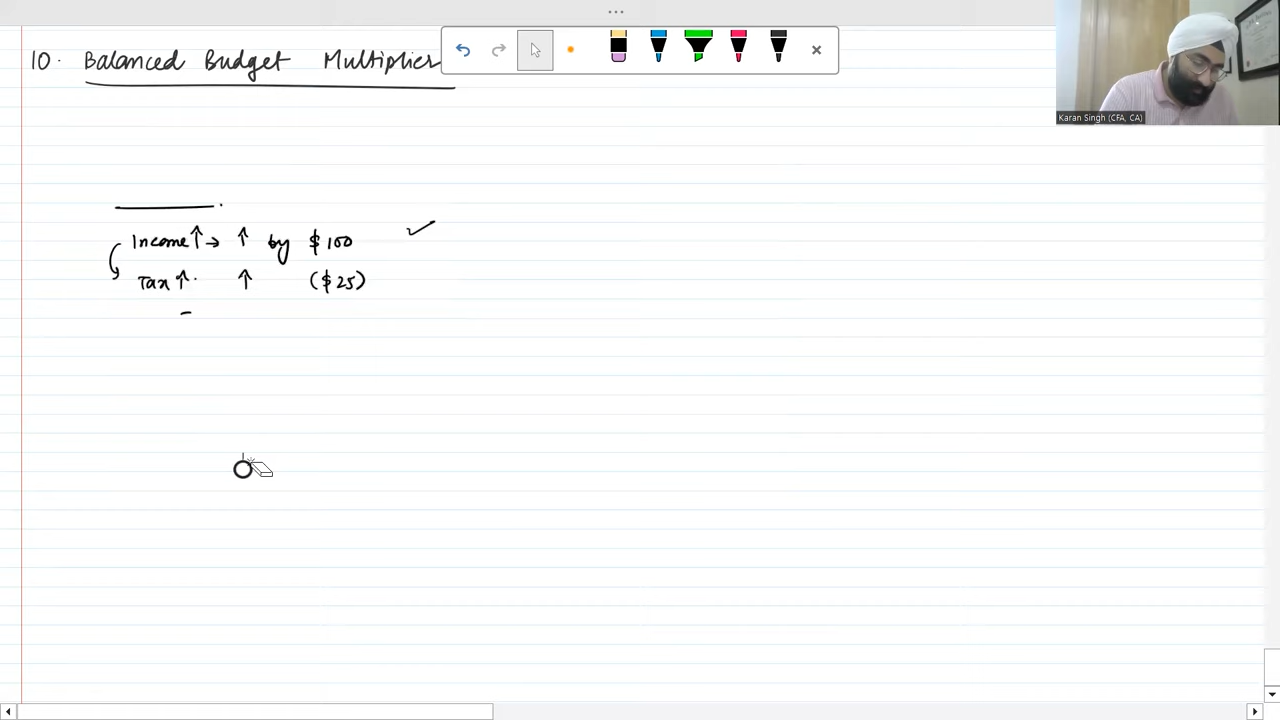 10. Balanced Budget Multiplier
Karan Singh (CFA, CA)
Income ↑ → ↑ by $100 ✓
Tax ↑ ↑ ($25)